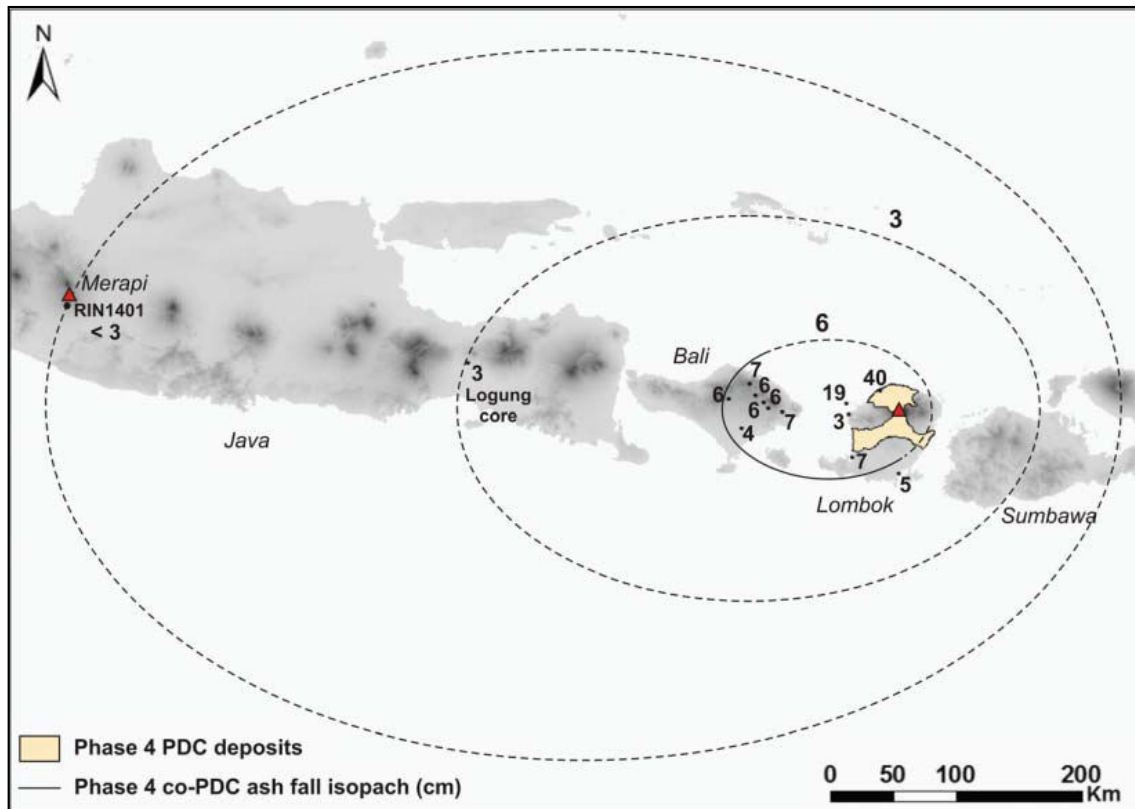 N
3
Merapi
RIN1401
< 3
6
Bali
7
6
6
6
6
7
4
40
19
3
3
Logung
core
Java
7
5
Lombok
Sumbawa
Phase 4 PDC deposits
Phase 4 co-PDC ash fall isopach (cm)
0 50 100 200
Km